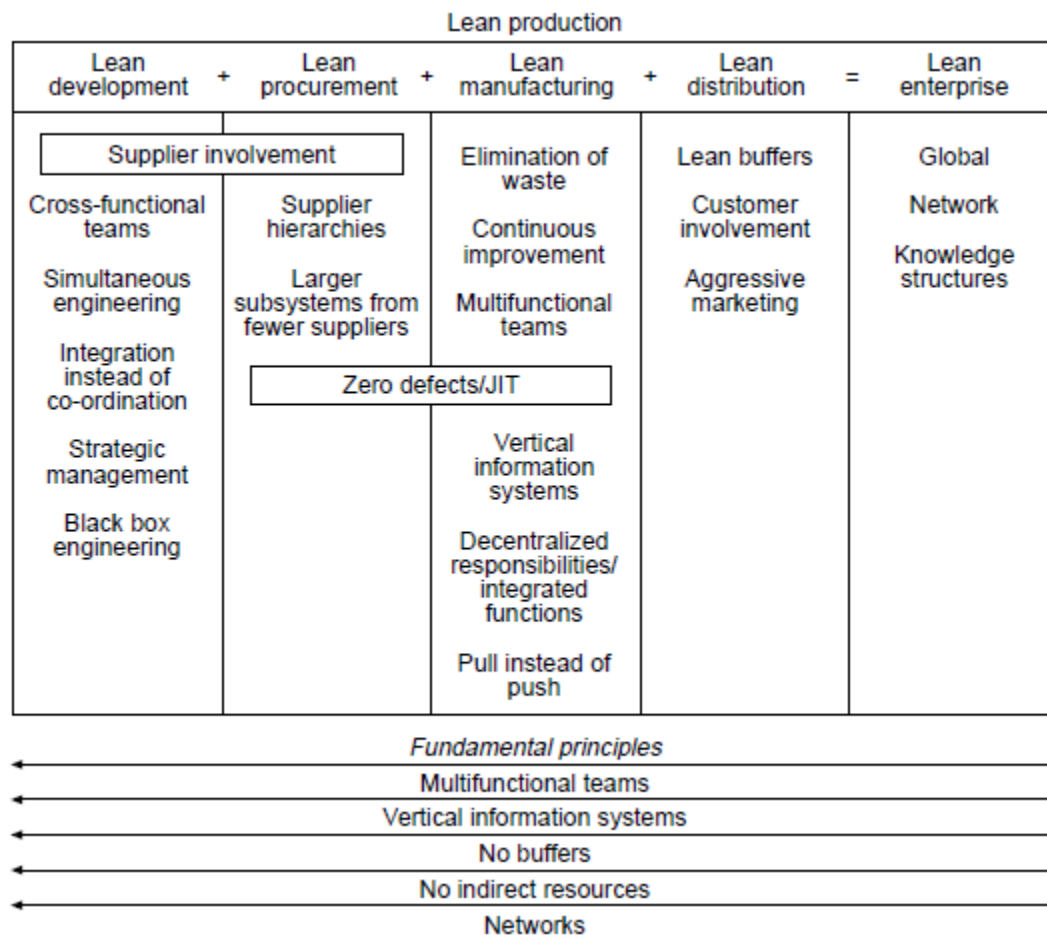 Lean production
Lean development + Lean procurement + Lean manufacturing + Lean distribution = Lean enterprise
Supplier involvement
Cross-functional
teams
Simultaneous
engineering
Integration
instead of
co-ordination
Strategic
management
Black box
engineering
Supplier
hierarchies
Larger
subsystems from
fewer suppliers
Zero defects/JIT
Elimination of
waste
Continuous
improvement
Multifunctional
teams
Vertical
information
systems
Decentralized
responsibilities/
integrated
functions
Pull instead of
push
Lean buffers
Customer
involvement
Aggressive
marketing
Global
Network
Knowledge
structures
Fundamental principles
Multifunctional teams
Vertical information systems
No buffers
No indirect resources
Networks